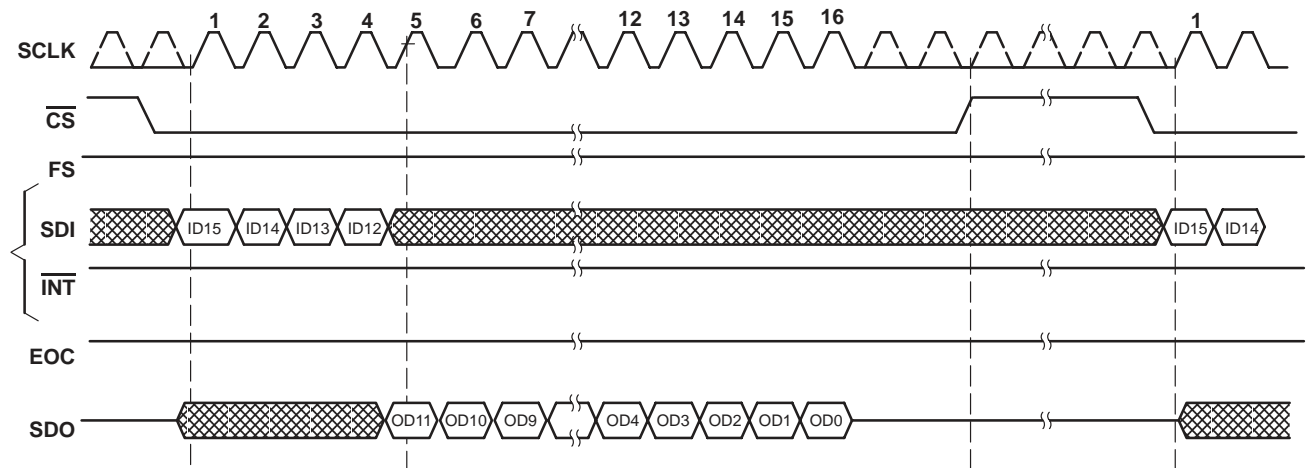 1 2 3 4 5 6 7 12 13 14 15 16 1
SCLK
CS
FS
SDI ID15 ID14 ID13 ID12 ID15 ID14
INT
EOC
SDO OD11 OD10 OD9 OD4 OD3 OD2 OD1 OD0